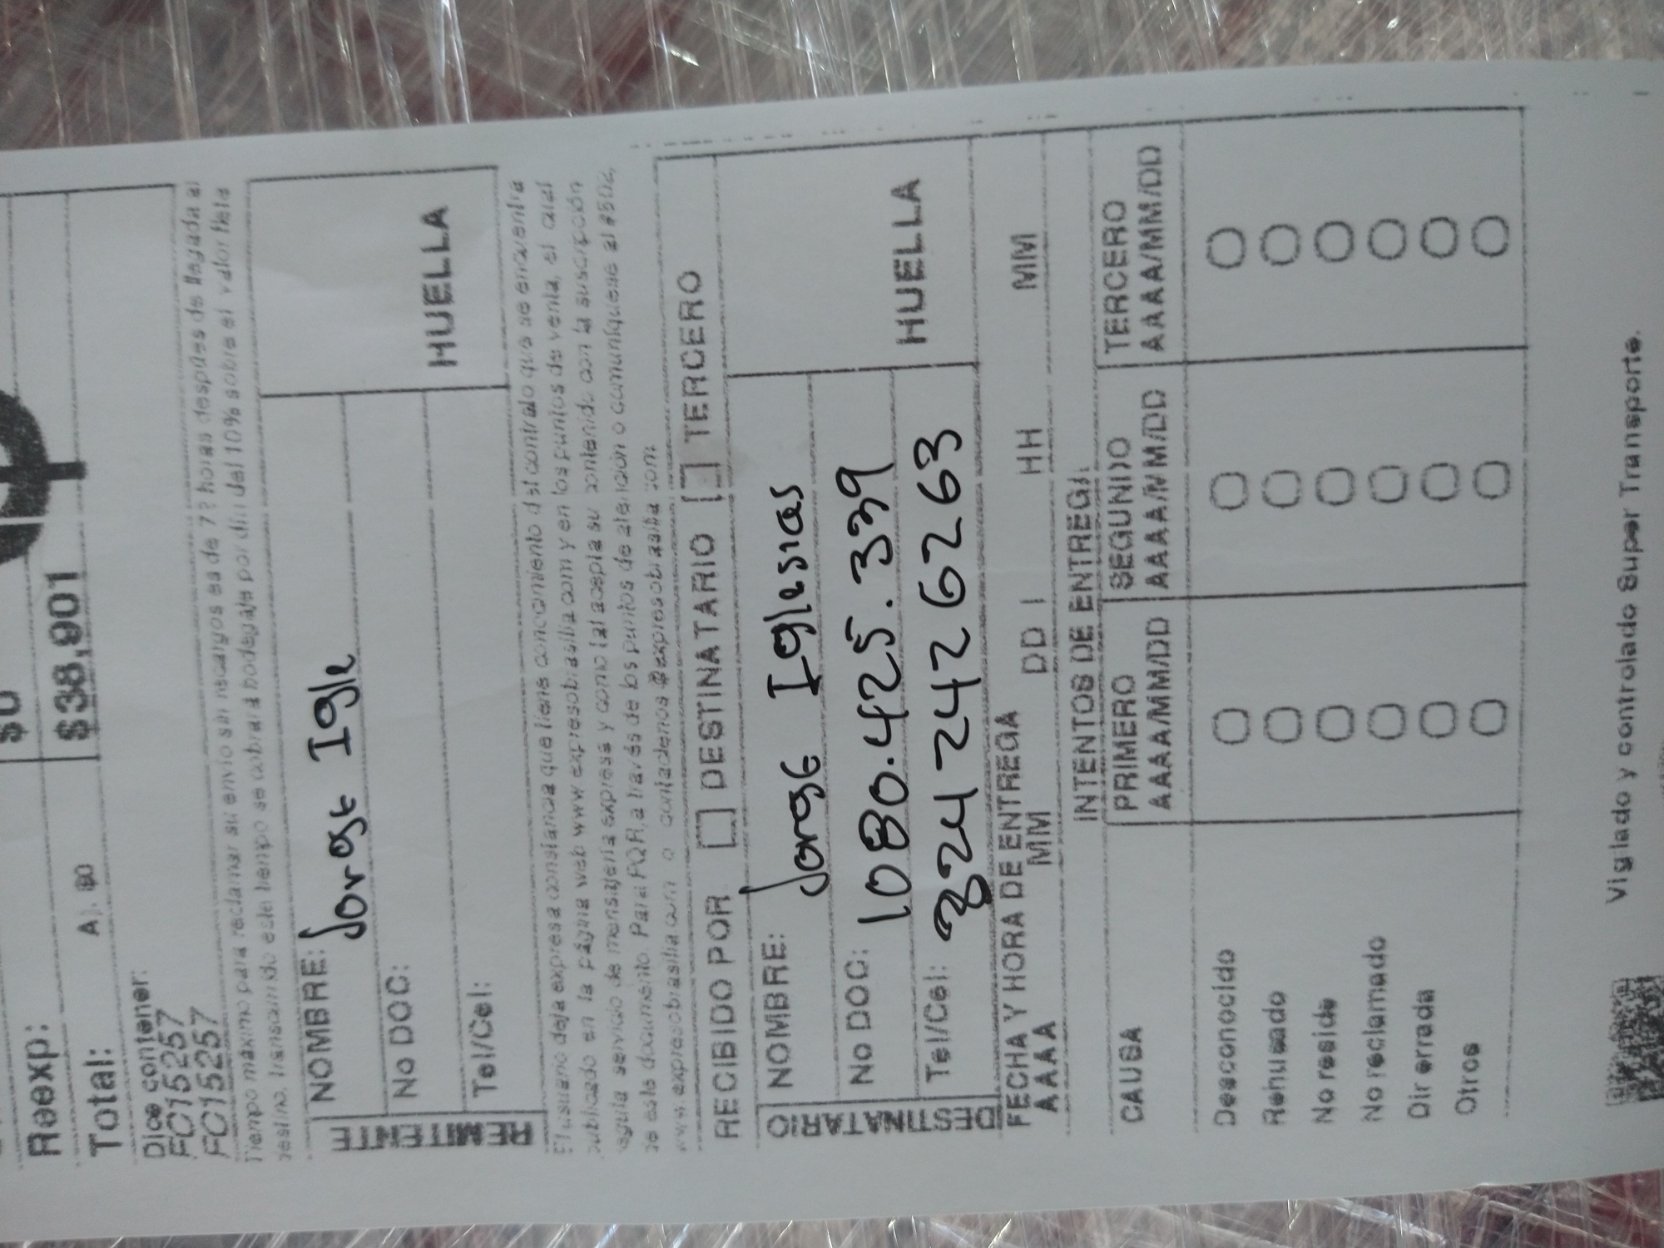 $0
Reexp:
Total: A). $0 $38,901
Dice contener:
FC15257
FC15257
Tiempo máximo para reclamar su envío sin recargos es de 72 horas después de llegada al
destino, transcurrido este tiempo se cobrará bodegaje por día del 10% sobre el valor flete
REMITENTE
NOMBRE: Jorge Igle
No DOC:
Tel/Cel:
HUELLA
El usuario deja expresa constancia que tiene conocimiento del contrato que se encuentra
publicado en la página web www.expresobrasilia.com y en los puntos de venta, el cual
regula servicio de mensajería expresa y como tal acepta su contenido con la suscripción
de este documento. Para PQR, a través de los puntos de atención o comuníquese al #502,
www.expresobrasilia.com o contactenos@expresobrasilia.com
RECIBIDO POR [ ] DESTINATARIO [ ] TERCERO
DESTINATARIO
NOMBRE: Jorge Iglesias
No DOC: 1080.425.339
Tel/Cel: 3242426263
HUELLA
FECHA Y HORA DE ENTREGA
AAAA MM DD | HH MM
INTENTOS DE ENTREGA
CAUSA PRIMERO SEGUNDO TERCERO
AAAA/MM/DD AAAA/MM/DD AAAA/MM/DD
Desconocido
Rehusado
No reside
No reclamado
Dir errada
Otros
Vigilado y controlado Super Transporte.